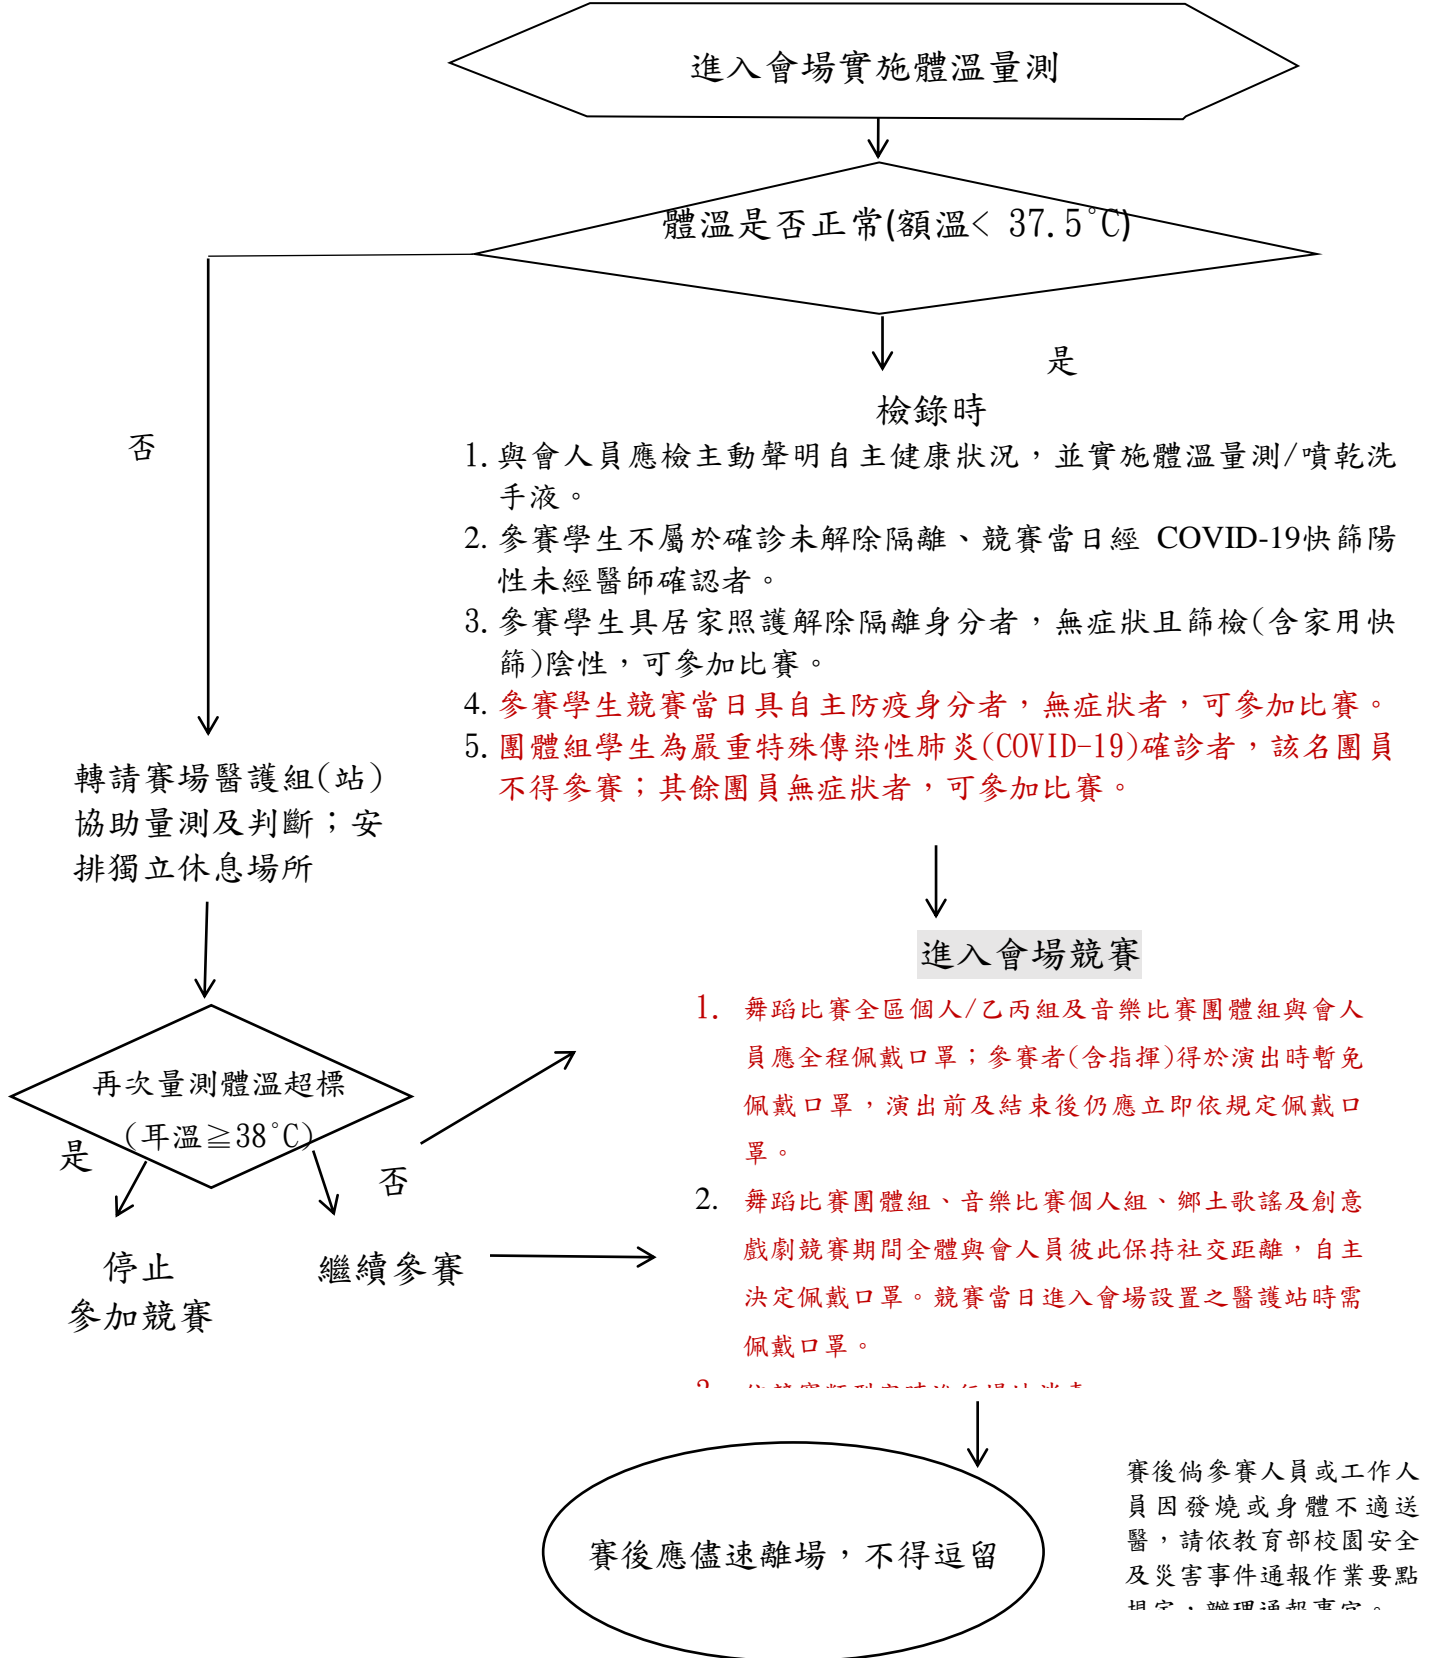 進入會場實施體溫量測
體溫是否正常(額溫< 37.5°C)
是
否
檢錄時
1. 與會人員應檢主動聲明自主健康狀況，並實施體溫量測/噴乾洗
手液。
2. 參賽學生不屬於確診未解除隔離、競賽當日經 COVID-19快篩陽
性未經醫師確認者。
3. 參賽學生具居家照護解除隔離身分者，無症狀且篩檢(含家用快
篩)陰性，可參加比賽。
4. 參賽學生競賽當日具自主防疫身分者，無症狀者，可參加比賽。
5. 團體組學生為嚴重特殊傳染性肺炎(COVID-19)確診者，該名團員
不得參賽；其餘團員無症狀者，可參加比賽。
轉請賽場醫護組(站)
協助量測及判斷；安
排獨立休息場所
再次量測體溫超標
(耳溫≧38°C)
是
否
停止
參加競賽
繼續參賽
進入會場競賽
1. 舞蹈比賽全區個人/乙丙組及音樂比賽團體組與會人
員應全程佩戴口罩；參賽者(含指揮)得於演出時暫免
佩戴口罩，演出前及結束後仍應立即依規定佩戴口
罩。
2. 舞蹈比賽團體組、音樂比賽個人組、鄉土歌謠及創意
戲劇競賽期間全體與會人員彼此保持社交距離，自主
決定佩戴口罩。競賽當日進入會場設置之醫護站時需
佩戴口罩。
賽後應儘速離場，不得逗留
賽後倘參賽人員或工作人
員因發燒或身體不適送
醫，請依教育部校園安全
及災害事件通報作業要點
規定，辦理通報事宜。